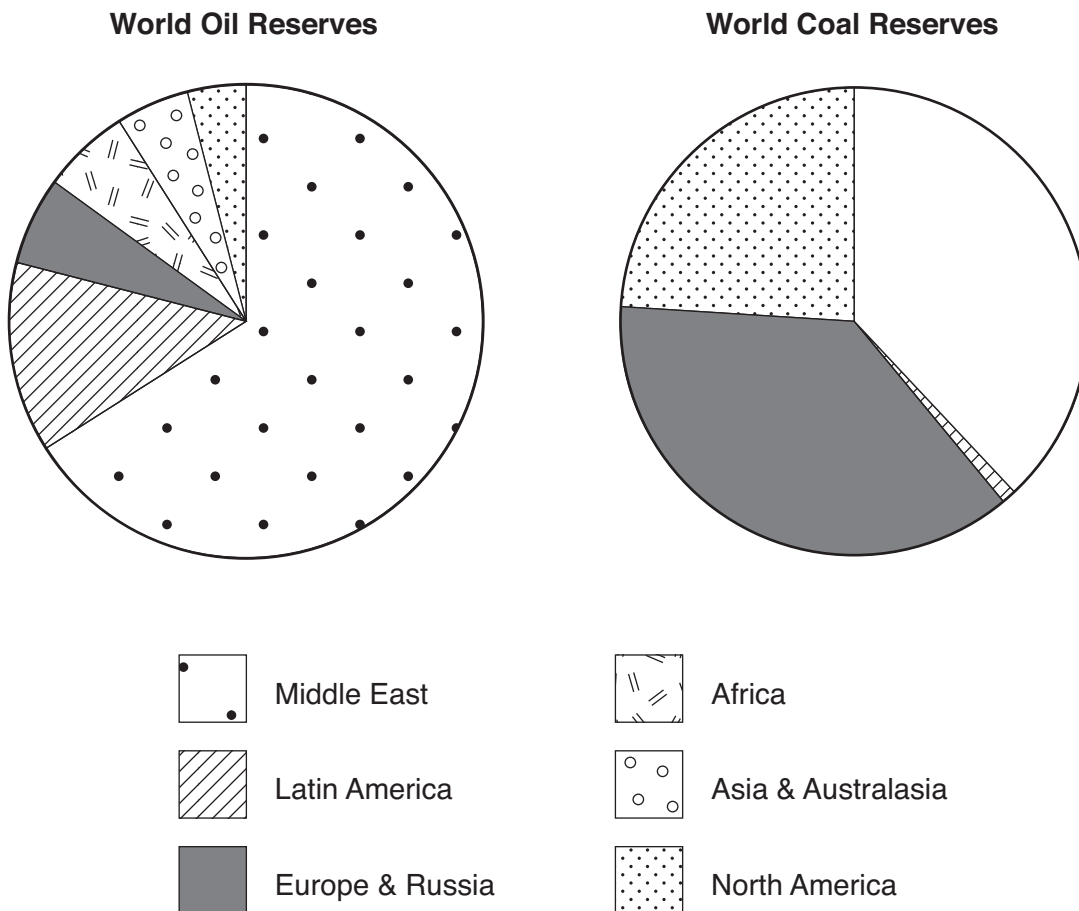 World Oil Reserves
World Coal Reserves
Middle East
Africa
Latin America
Asia & Australasia
Europe & Russia
North America